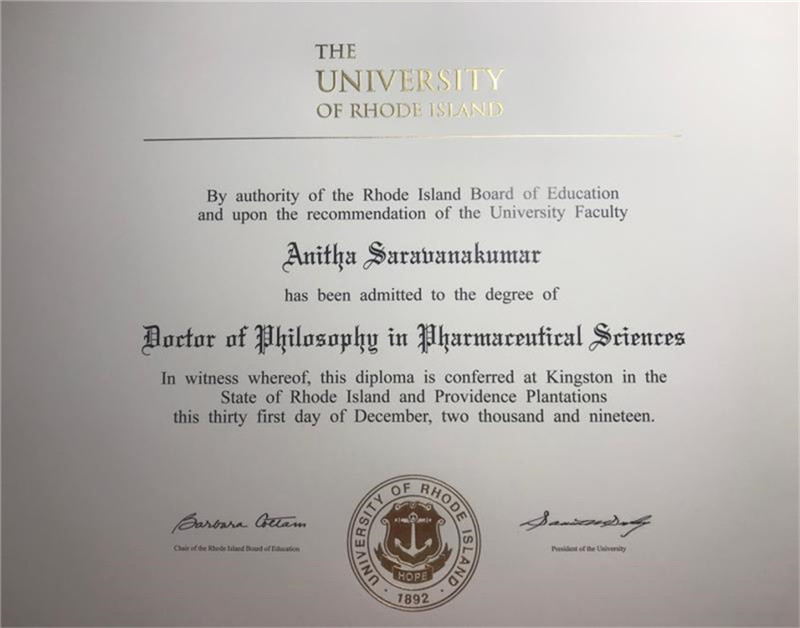 THE
UNIVERSITY
OF RHODE ISLAND
By authority of the Rhode Island Board of Education
and upon the recommendation of the University Faculty
Anitha Saravanakumar
has been admitted to the degree of
Doctor of Philosophy in Pharmaceutical Sciences
In witness whereof, this diploma is conferred at Kingston in the
State of Rhode Island and Providence Plantations
this thirty first day of December, two thousand and nineteen.
Barbara Cottam
Chair of the Rhode Island Board of Education
UNIVERSITY OF RHODE ISLAND
HOPE
· 1892 ·
President of the University